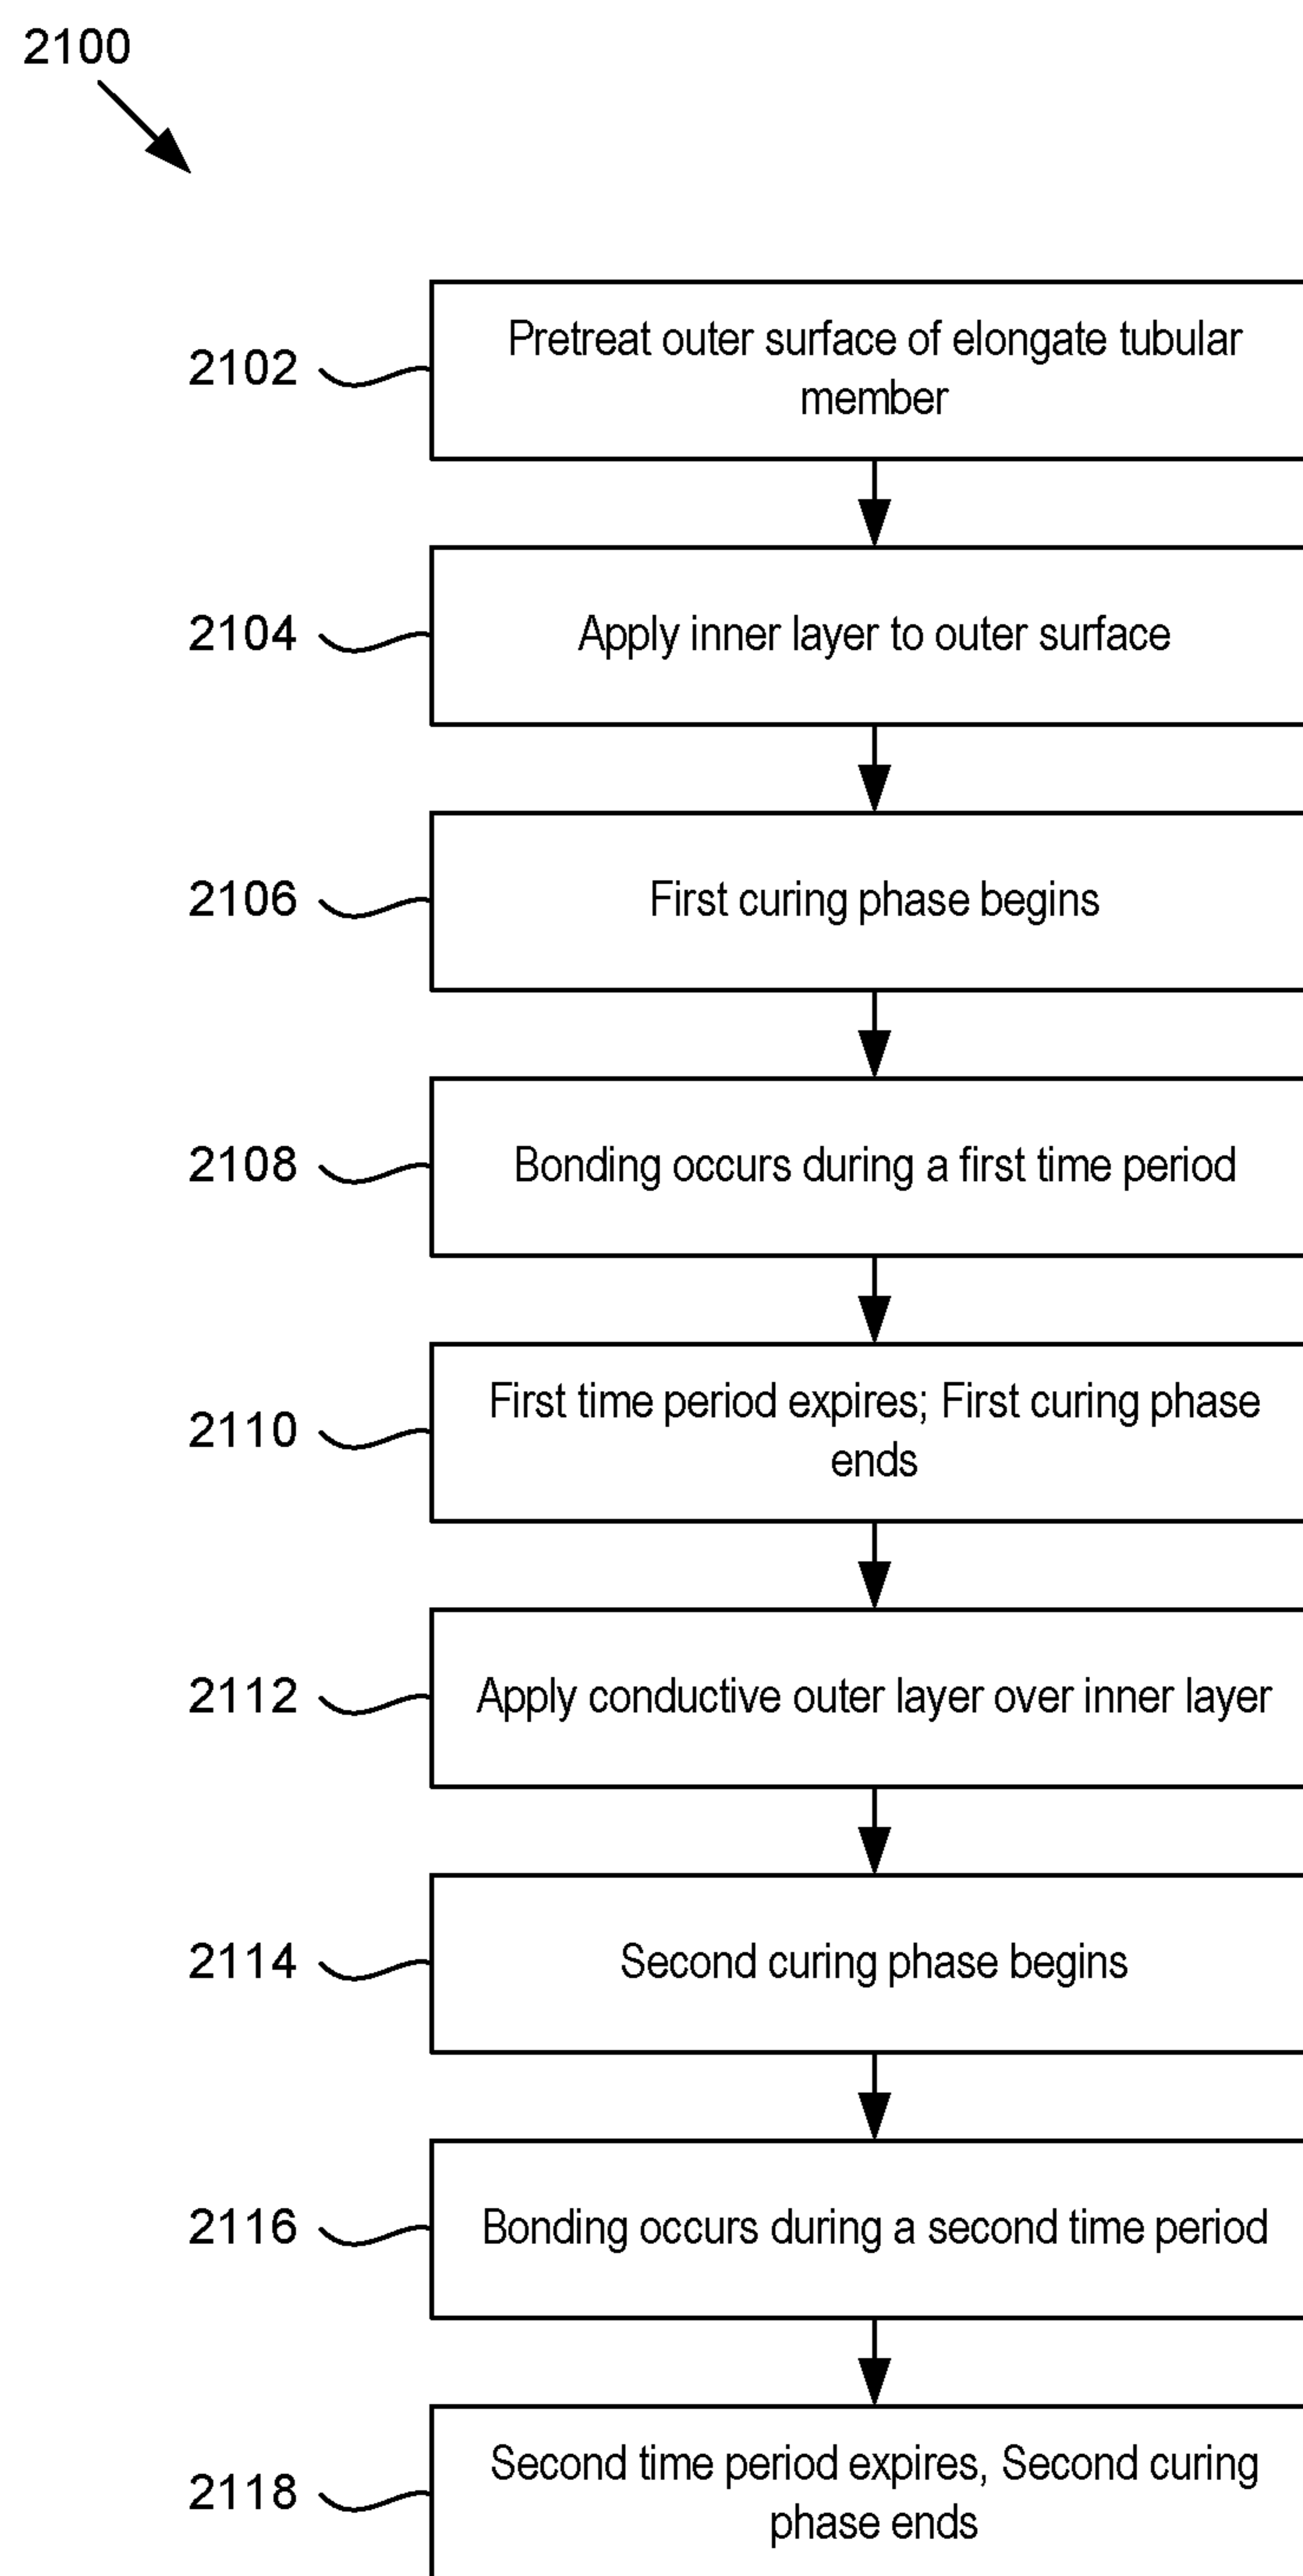 2100
2102
Pretreat outer surface of elongate tubular
member
2104
Apply inner layer to outer surface
2106
First curing phase begins
2108
Bonding occurs during a first time period
2110
First time period expires; First curing phase
ends
2112
Apply conductive outer layer over inner layer
2114
Second curing phase begins
2116
Bonding occurs during a second time period
2118
Second time period expires, Second curing
phase ends